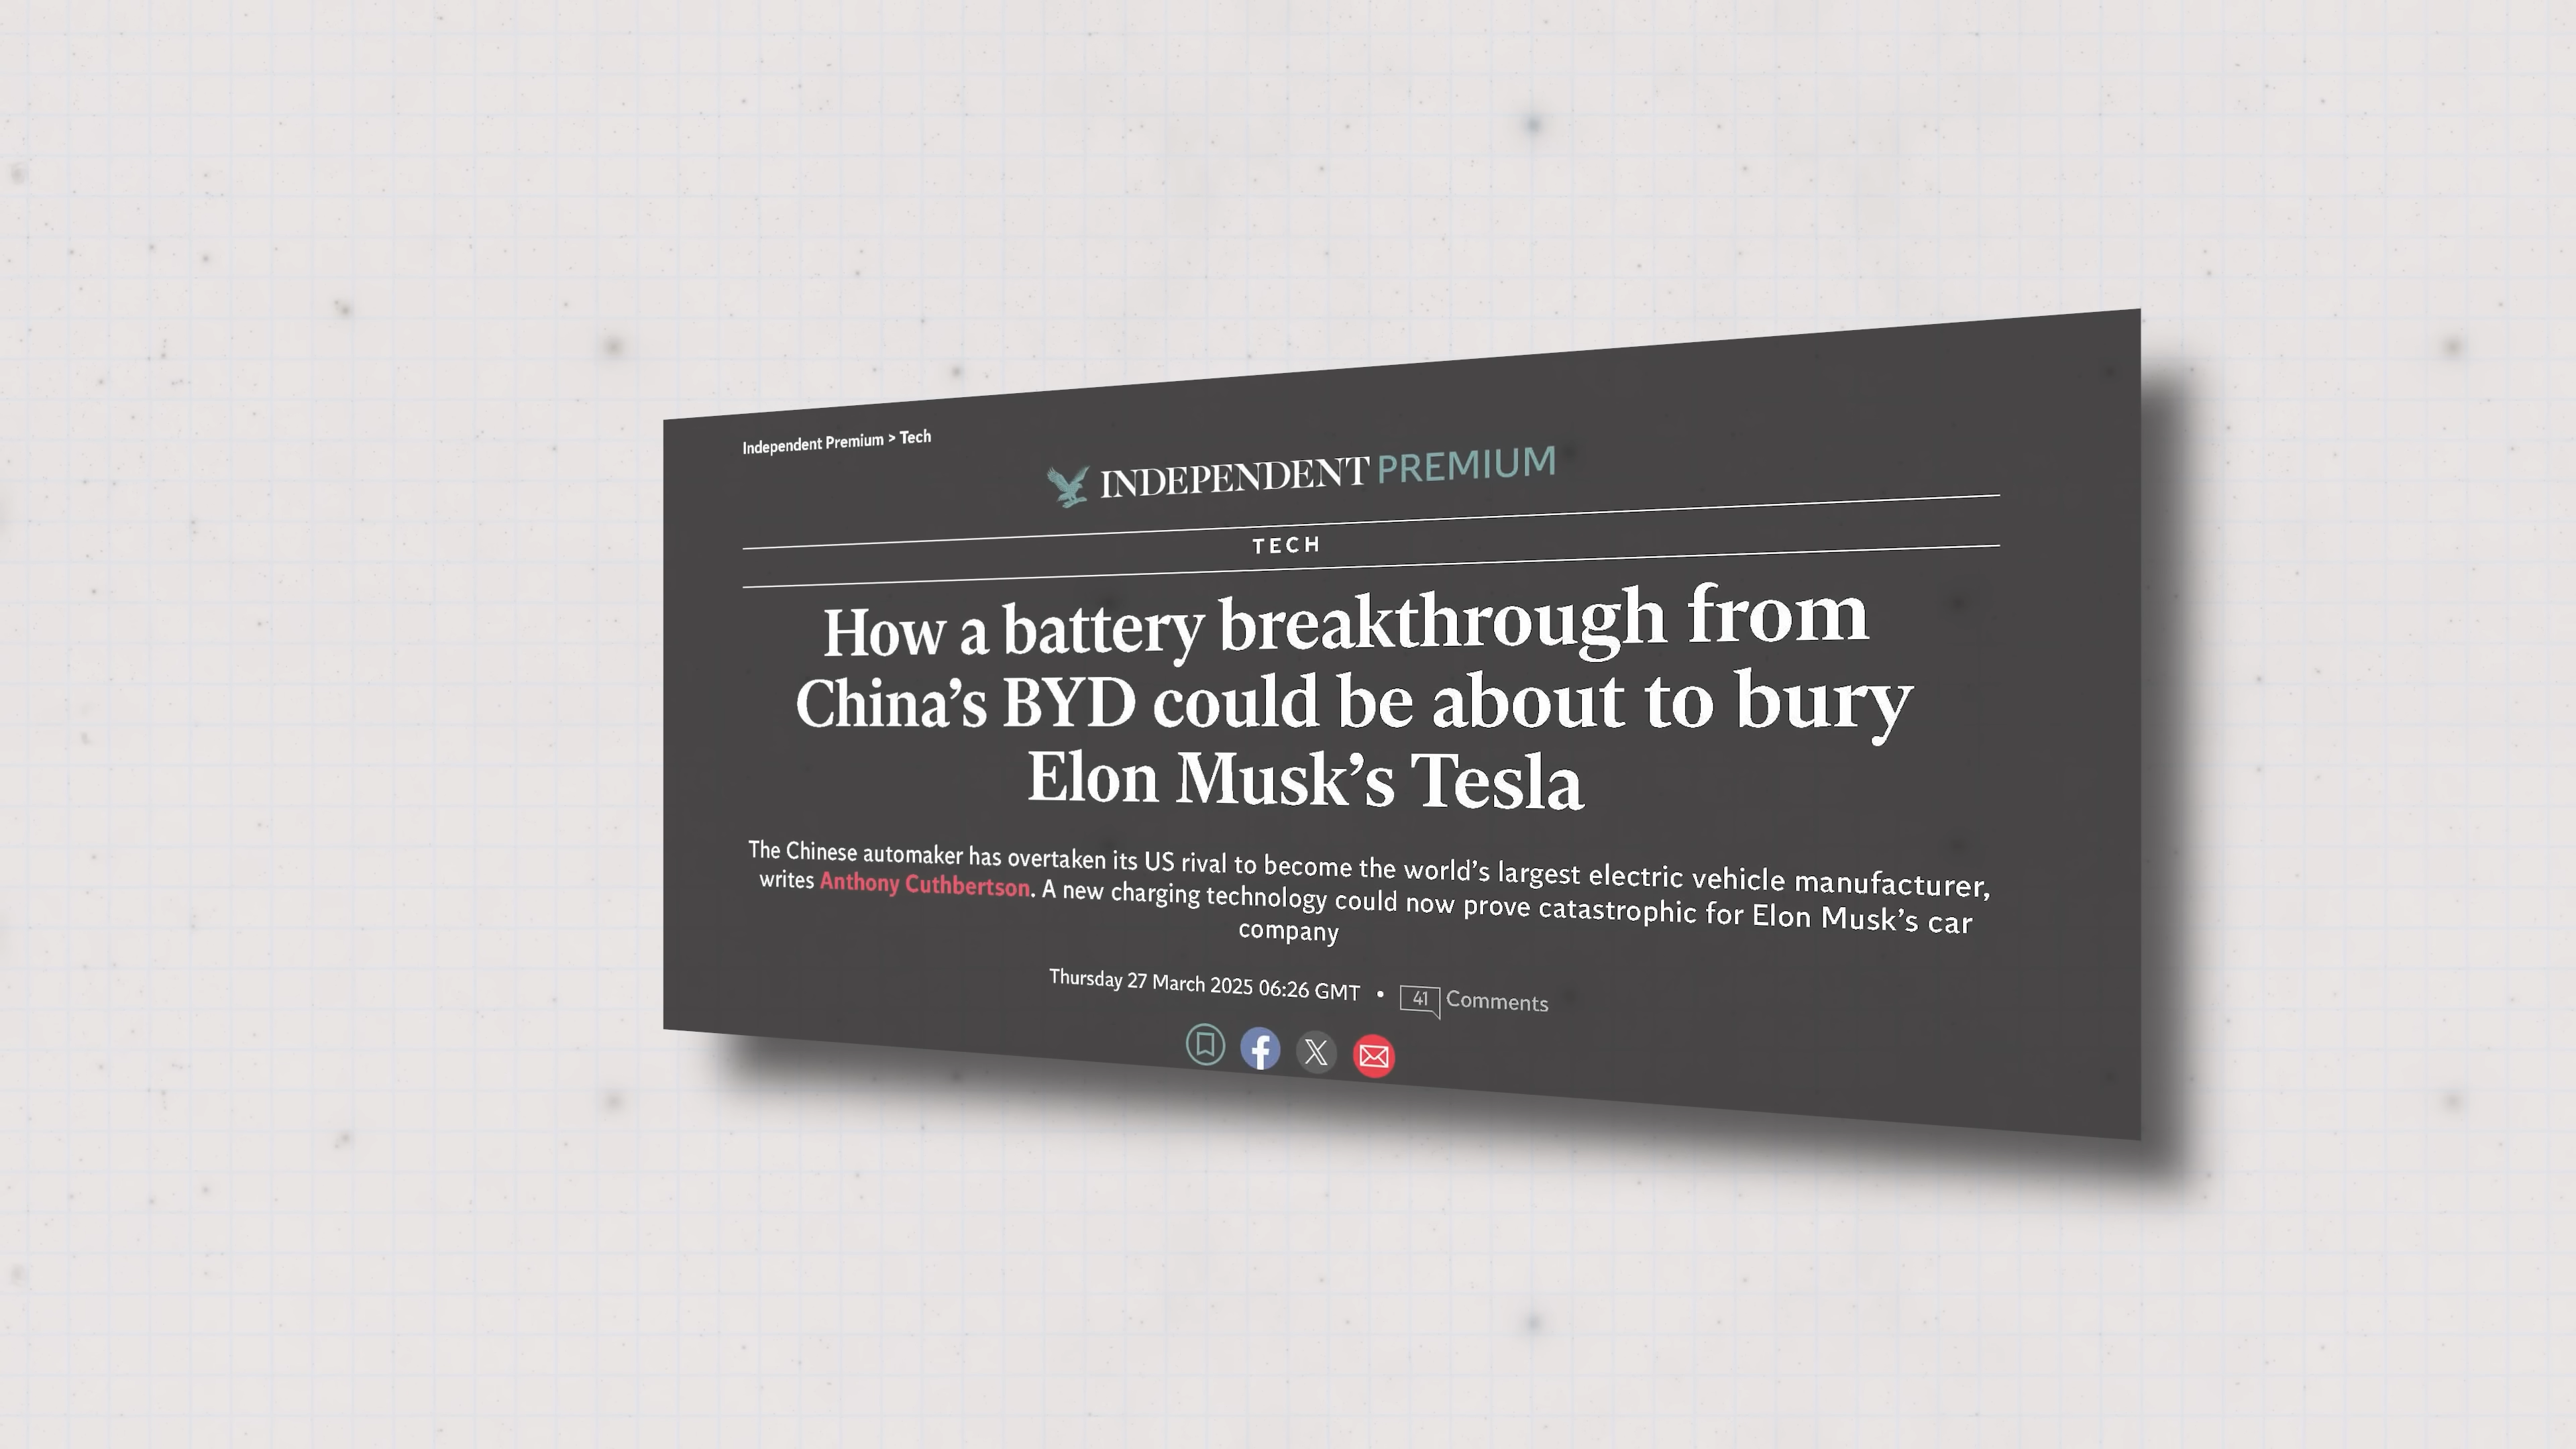 Independent Premium > Tech
INDEPENDENT PREMIUM
TECH
How a battery breakthrough from
China’s BYD could be about to bury
Elon Musk’s Tesla
The Chinese automaker has overtaken its US rival to become the world’s largest electric vehicle manufacturer,
writes Anthony Cuthbertson. A new charging technology could now prove catastrophic for Elon Musk’s car
company
Thursday 27 March 2025 06:26 GMT • 41 Comments